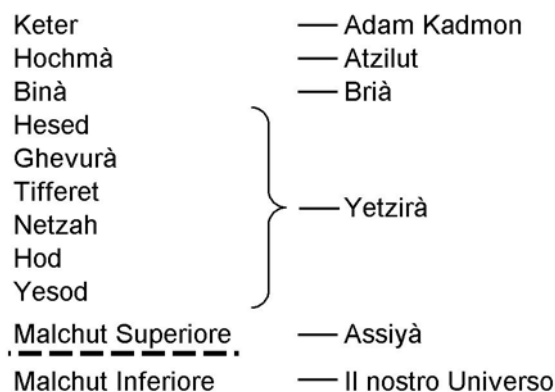 Keter — Adam Kadmon
Hochmà — Atzilut
Binà — Brià
Hesed
Ghevurà
Tifferet
— Yetzirà
Netzah
Hod
Yesod
Malchut Superiore — Assiyà
Malchut Inferiore — Il nostro Universo